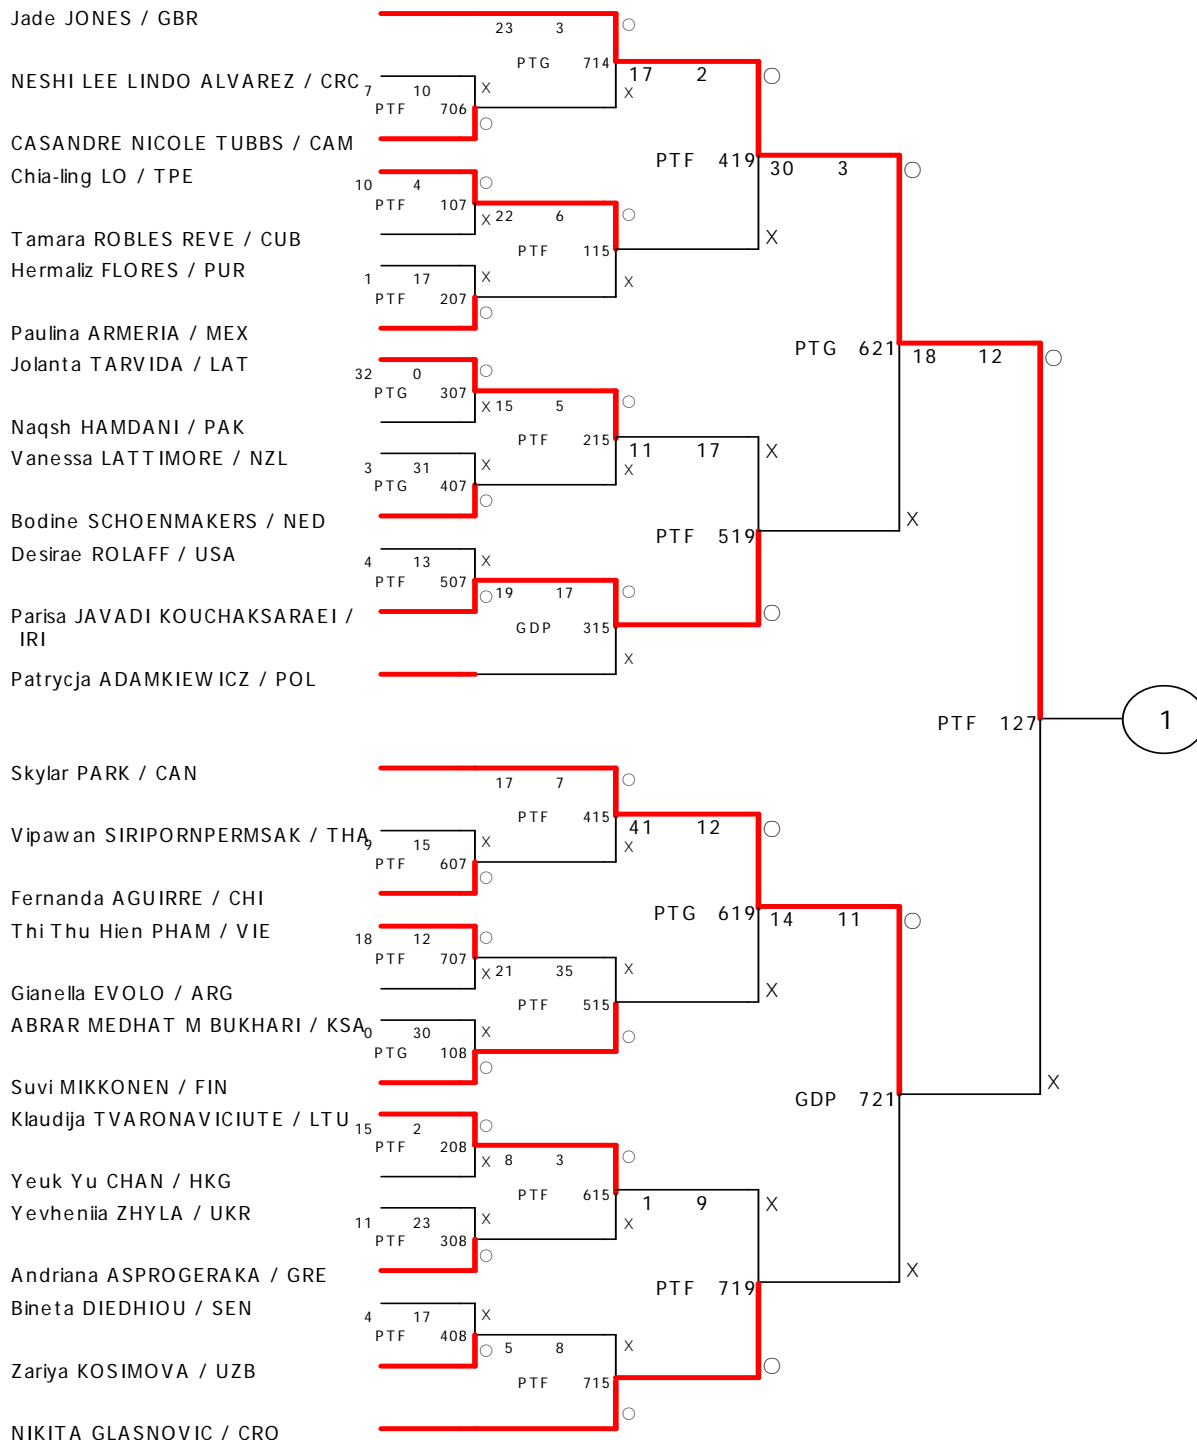 Jade JONES / GBR
23 3
PTG 714
17 2
NESHI LEE LINDO ALVAREZ / CRC
7 10
PTF 706
CASANDRE NICOLE TUBBS / CAM
PTF 419
30 3
Chia-ling LO / TPE
10 4
PTF 107
22 6
PTF 115
Tamara ROBLES REVE / CUB
Hermaliz FLORES / PUR
1 17
PTF 207
Paulina ARMERIA / MEX
PTG 621
18 12
Jolanta TARVIDA / LAT
32 0
PTG 307
15 5
PTF 215
11 17
Naqsh HAMDANI / PAK
Vanessa LATTIMORE / NZL
3 31
PTG 407
Bodine SCHOENMAKERS / NED
PTF 519
Desirae ROLAFF / USA
4 13
PTF 507
19 17
GDP 315
Parisa JAVADI KOUCHAKSARAEI /
IRI
Patrycja ADAMKIEWICZ / POL
PTF 127
1
Skylar PARK / CAN
17 7
PTF 415
41 12
Vipawan SIRIPORNPERMSAK / THA
9 15
PTF 607
Fernanda AGUIRRE / CHI
PTG 619
14 11
Thi Thu Hien PHAM / VIE
18 12
PTF 707
21 35
PTF 515
Gianella EVOLO / ARG
ABRAR MEDHAT M BUKHARI / KSA
0 30
PTG 108
Suvi MIKKONEN / FIN
GDP 721
Klaudija TVARONAVICIUTE / LTU
15 2
PTF 208
8 3
PTF 615
1 9
Yeuk Yu CHAN / HKG
Yevheniia ZHYLA / UKR
11 23
PTF 308
Andriana ASPROGERAKA / GRE
PTF 719
Bineta DIEDHIOU / SEN
4 17
PTF 408
5 8
PTF 715
Zariya KOSIMOVA / UZB
NIKITA GLASNOVIC / CRO